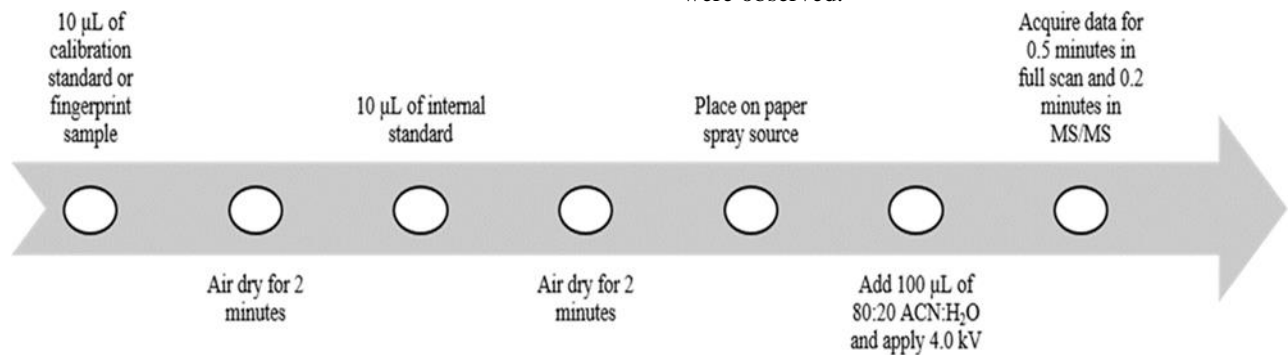 were observed.
10 µL of
calibration
standard or
fingerprint
sample
Air dry for 2
minutes
10 µL of internal
standard
Air dry for 2
minutes
Place on paper
spray source
Add 100 µL of
80:20 ACN:H₂O
and apply 4.0 kV
Acquire data for
0.5 minutes in
full scan and 0.2
minutes in
MS/MS